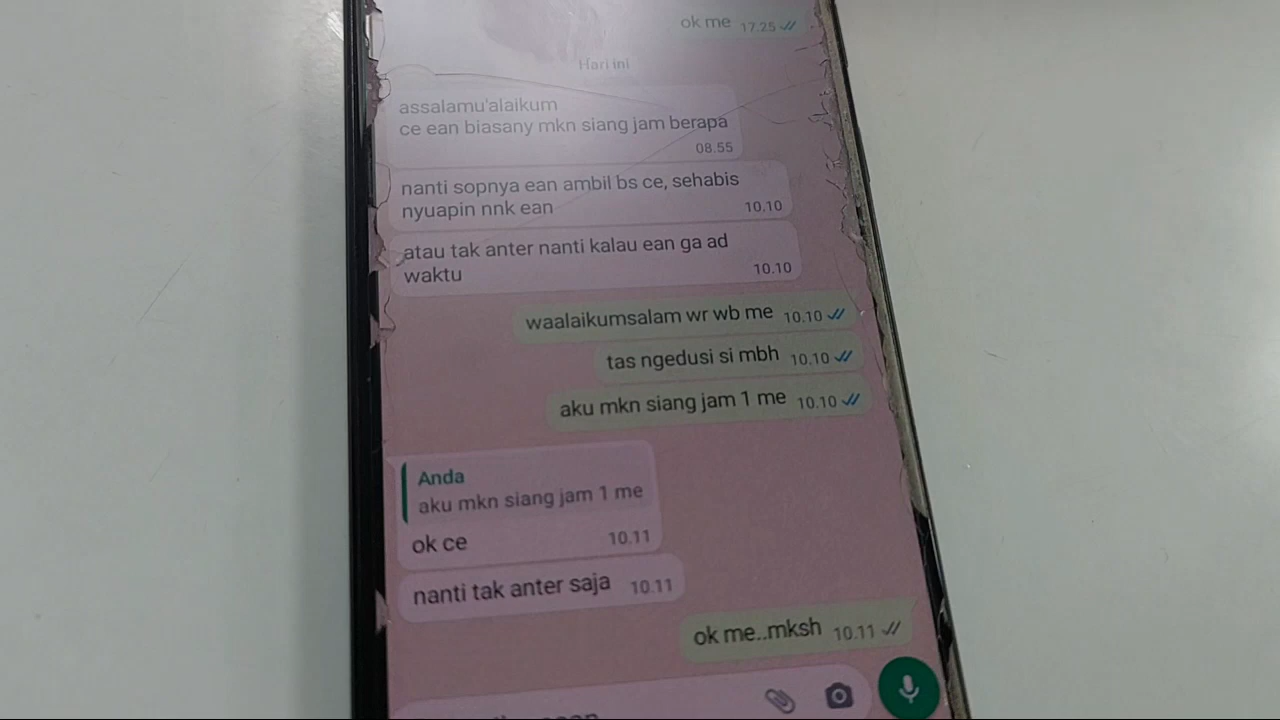 ok me 17.25
Hari ini
assalamu'alaikum
ce ean biasany mkn siang jam berapa
08.55
nanti sopnya ean ambil bs ce, sehabis
nyuapin nnk ean 10.10
atau tak anter nanti kalau ean ga ad
waktu 10.10
waalaikumsalam wr wb me 10.10
tas ngedusi si mbh 10.10
aku mkn siang jam 1 me 10.10
Anda
aku mkn siang jam 1 me
ok ce 10.11
nanti tak anter saja 10.11
ok me..mksh 10.11